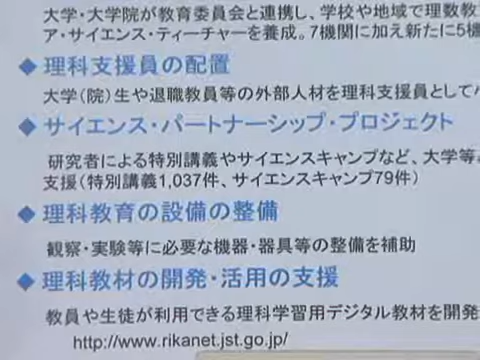 大学・大学院が教育委員会と連携し、学校や地域で理数教
ア・サイエンス・ティーチャーを養成。7機関に加え新たに5機
◆ 理科支援員の配置
大学(院)生や退職教員等の外部人材を理科支援員として
◆ サイエンス・パートナーシップ・プロジェクト
研究者による特別講義やサイエンスキャンプなど、大学等
支援(特別講義1,037件、サイエンスキャンプ79件)
◆ 理科教育の設備の整備
観察・実験等に必要な機器・器具等の整備を補助
◆ 理科教材の開発・活用の支援
教員や生徒が利用できる理科学習用デジタル教材を開発
http://www.rikanet.jst.go.jp/